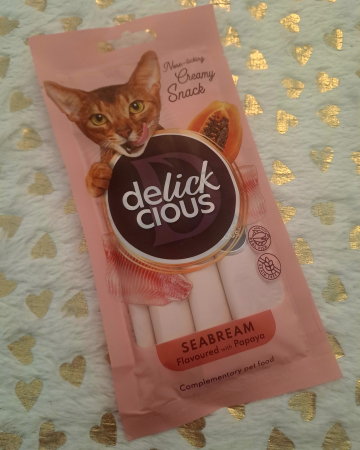 Nose-licking
Creamy
Snack
delick
cious
SEABREAM
Flavoured with Papaya
Complementary pet food